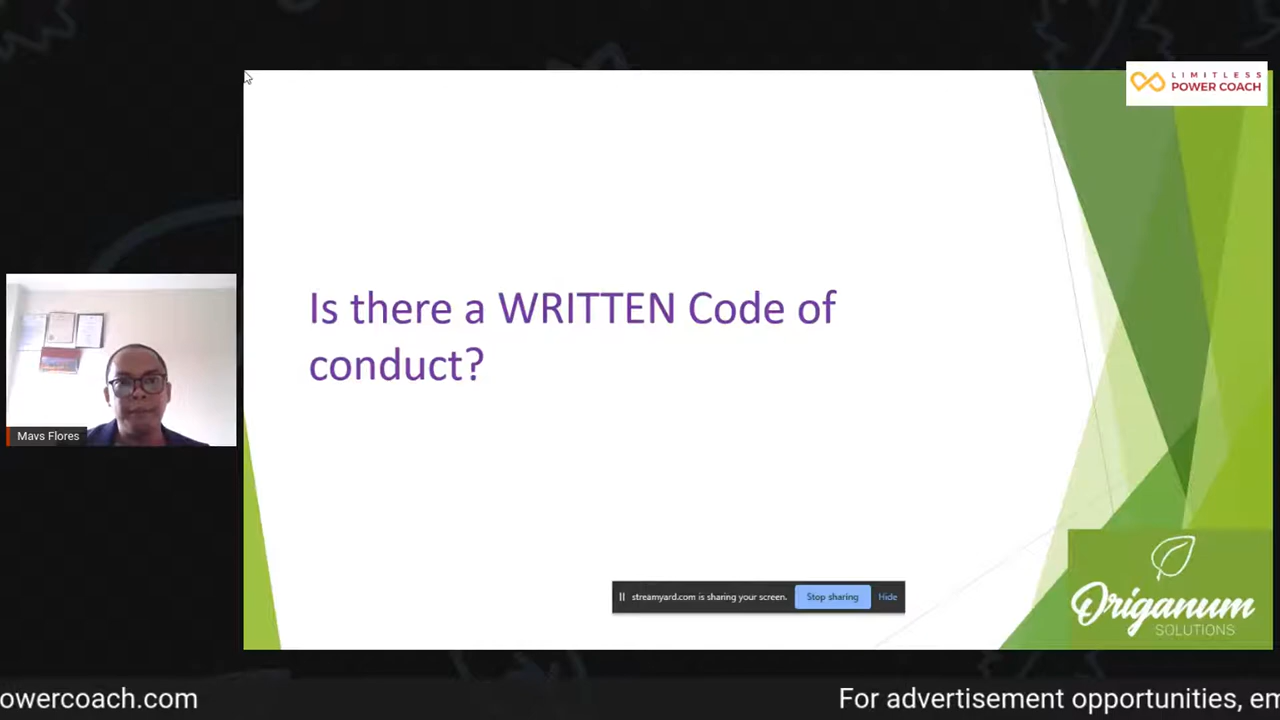 LIMITLESS
POWER COACH
Is there a WRITTEN Code of
conduct?
Mavs Flores
streamyard.com is sharing your screen. Stop sharing Hide
Origanum
SOLUTIONS
owercoach.com For advertisement opportunities, em